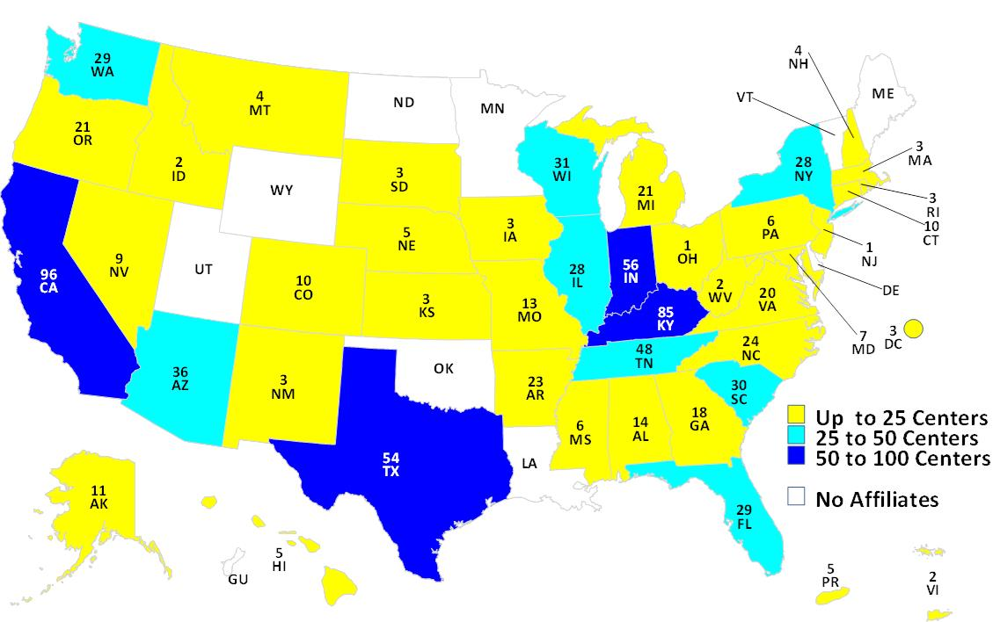 29
WA
4
MT
ND
MN
4
NH
VT
ME
21
OR
2
ID
WY
3
SD
31
WI
21
MI
28
NY
3
MA
3
RI
10
CT
9
NV
UT
10
CO
5
NE
3
IA
28
IL
56
IN
1
OH
6
PA
1
NJ
DE
7
MD
3
DC
96
CA
3
KS
13
MO
85
KY
2
WV
20
VA
36
AZ
3
NM
OK
23
AR
48
TN
24
NC
30
SC
54
TX
LA
6
MS
14
AL
18
GA
29
FL
Up to 25 Centers
25 to 50 Centers
50 to 100 Centers
No Affiliates
11
AK
GU
5
HI
5
PR
2
VI